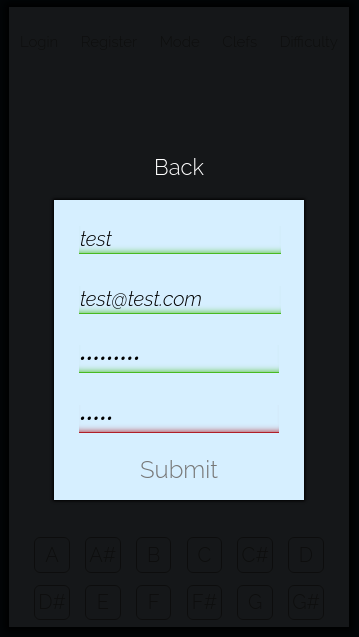 Login Register Mode Clefs Difficulty
Back
test
test@test.com
•••••••••
•••••
Submit
A A# B C C# D
D# E F F# G G#